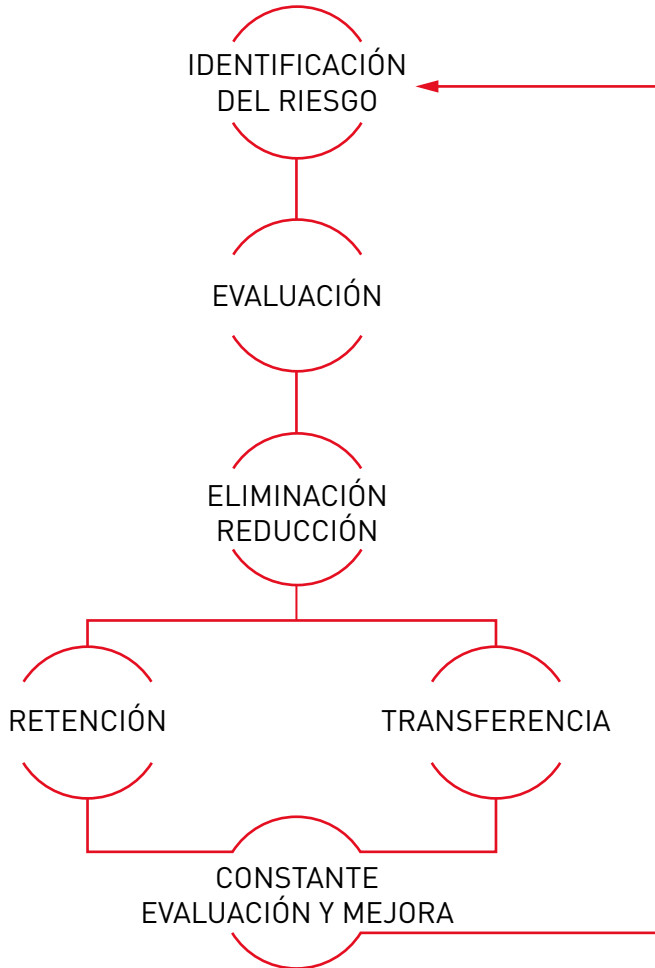 IDENTIFICACIÓN
DEL RIESGO
EVALUACIÓN
ELIMINACIÓN
REDUCCIÓN
RETENCIÓN
TRANSFERENCIA
CONSTANTE
EVALUACIÓN Y MEJORA